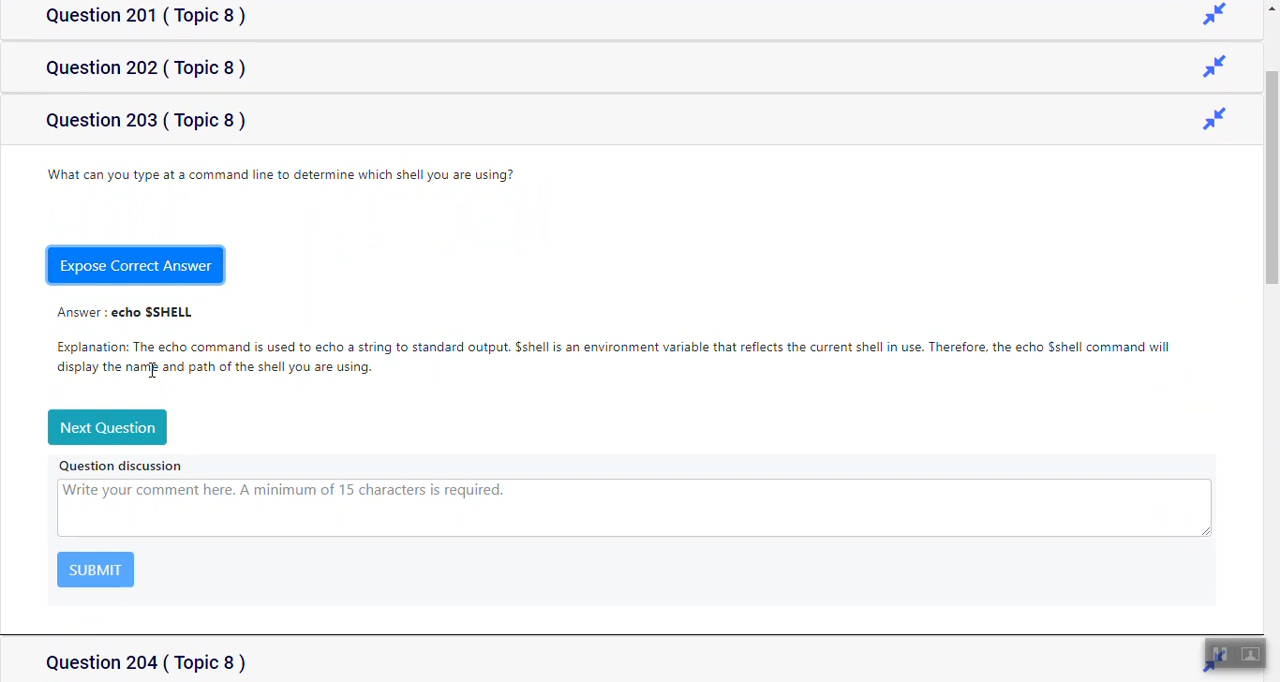 Question 201 ( Topic 8 )
Question 202 ( Topic 8 )
Question 203 ( Topic 8 )
What can you type at a command line to determine which shell you are using?
Expose Correct Answer
Answer : echo $SHELL
Explanation: The echo command is used to echo a string to standard output. $shell is an environment variable that reflects the current shell in use. Therefore, the echo $shell command will
display the name and path of the shell you are using.
Next Question
Question discussion
Write your comment here. A minimum of 15 characters is required.
SUBMIT
Question 204 ( Topic 8 )